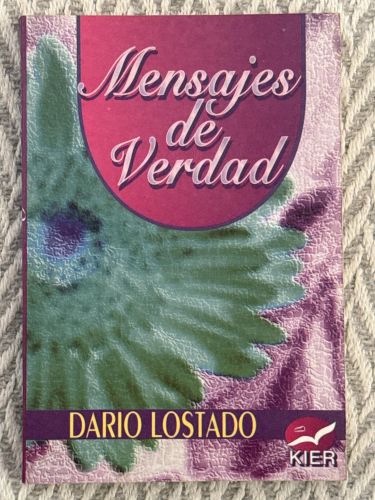 Mensajes
de
Verdad
DARIO LOSTADO
KIER